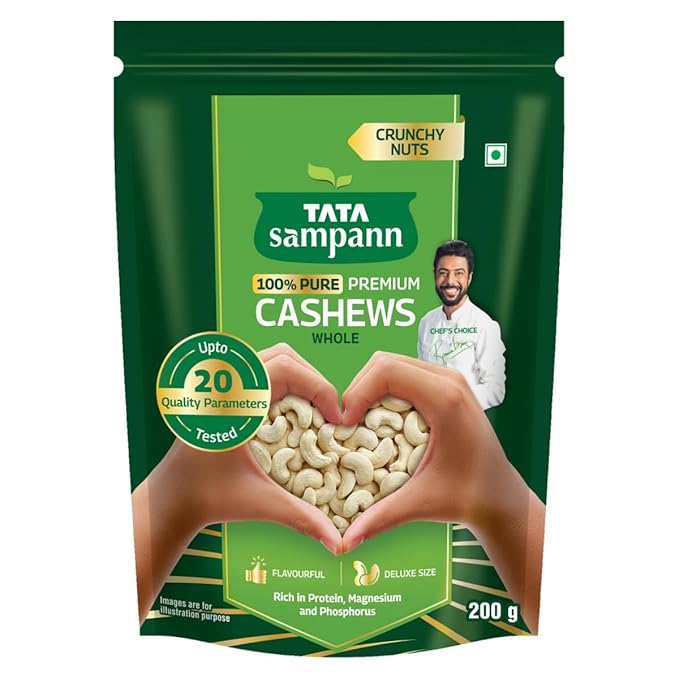 CRUNCHY
NUTS
TATA
sampann
100% PURE PREMIUM
CASHEWS
WHOLE
CHEF'S CHOICE
Upto
20
Quality Parameters
Tested
FLAVOURFUL
DELUXE SIZE
Rich in Protein, Magnesium
and Phosphorus
Images are for
illustration purpose
200 g